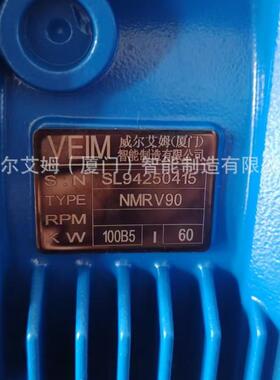 VEIM 威尔艾姆(厦门)
智能制造有限公司
尔艾姆(厦门)智能制造有限公
S.N SL94250415
TYPE NMRV90
RPM
KW 100B5 I 60